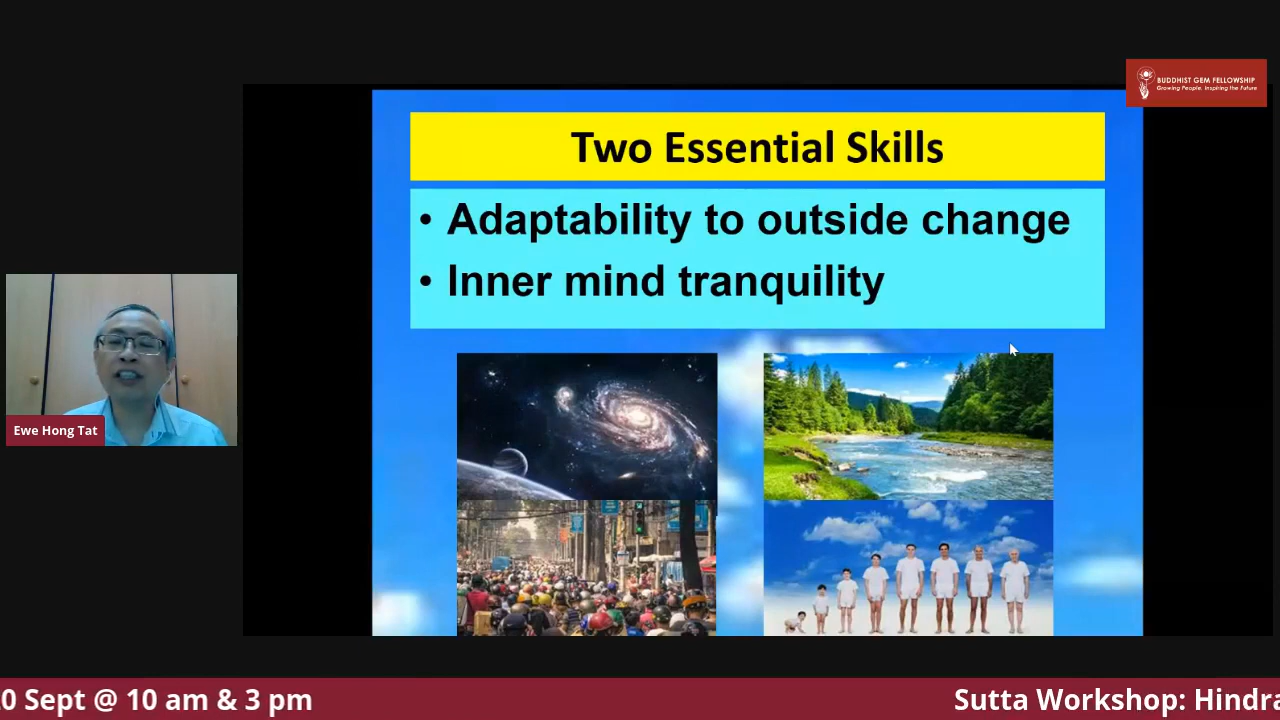 BUDDHIST GEM FELLOWSHIP
Growing People, Inspiring the Future
Two Essential Skills
• Adaptability to outside change
• Inner mind tranquility
Ewe Hong Tat
0 Sept @ 10 am & 3 pm
Sutta Workshop: Hindra